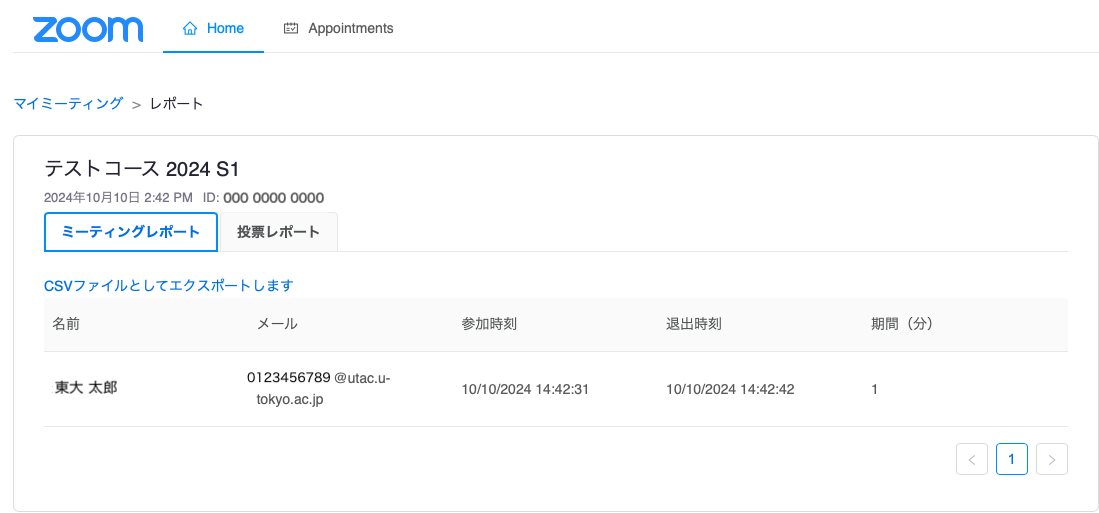 zoom Home Appointments
マイミーティング > レポート
テストコース 2024 S1
2024年10月10日 2:42 PM ID: 000 0000 0000
ミーティングレポート 投票レポート
CSVファイルとしてエクスポートします
名前 メール 参加時刻 退出時刻 期間（分）
東大 太郎 0123456789 @utac.u-
tokyo.ac.jp 10/10/2024 14:42:31 10/10/2024 14:42:42 1
< 1 >